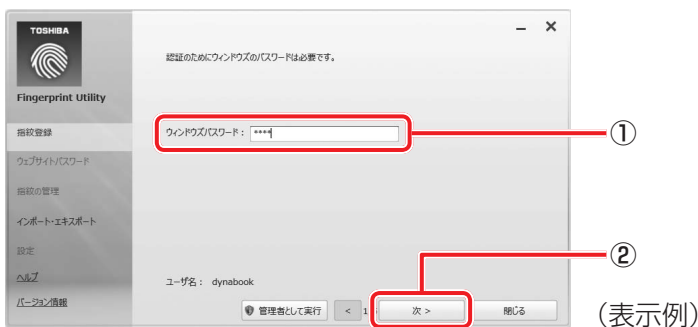 TOSHIBA
Fingerprint Utility
認証のためにウィンドウズのパスワードは必要です。
指紋登録
ウィンドウズパスワード： ****
①
ウェブサイトパスワード
指紋の管理
インポート・エキスポート
設定
②
ヘルプ
ユーザ名： dynabook
バージョン情報
管理者として実行 < 1 次 > 閉じる
（表示例）